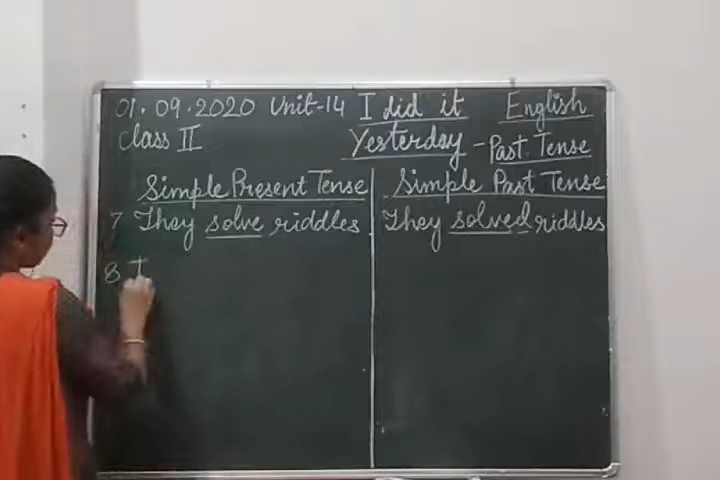 01.09.2020 Unit-14 I did it English
Class II Yesterday - Past Tense
Simple Present Tense Simple Past Tense
7 They solve riddles They solved riddles
8